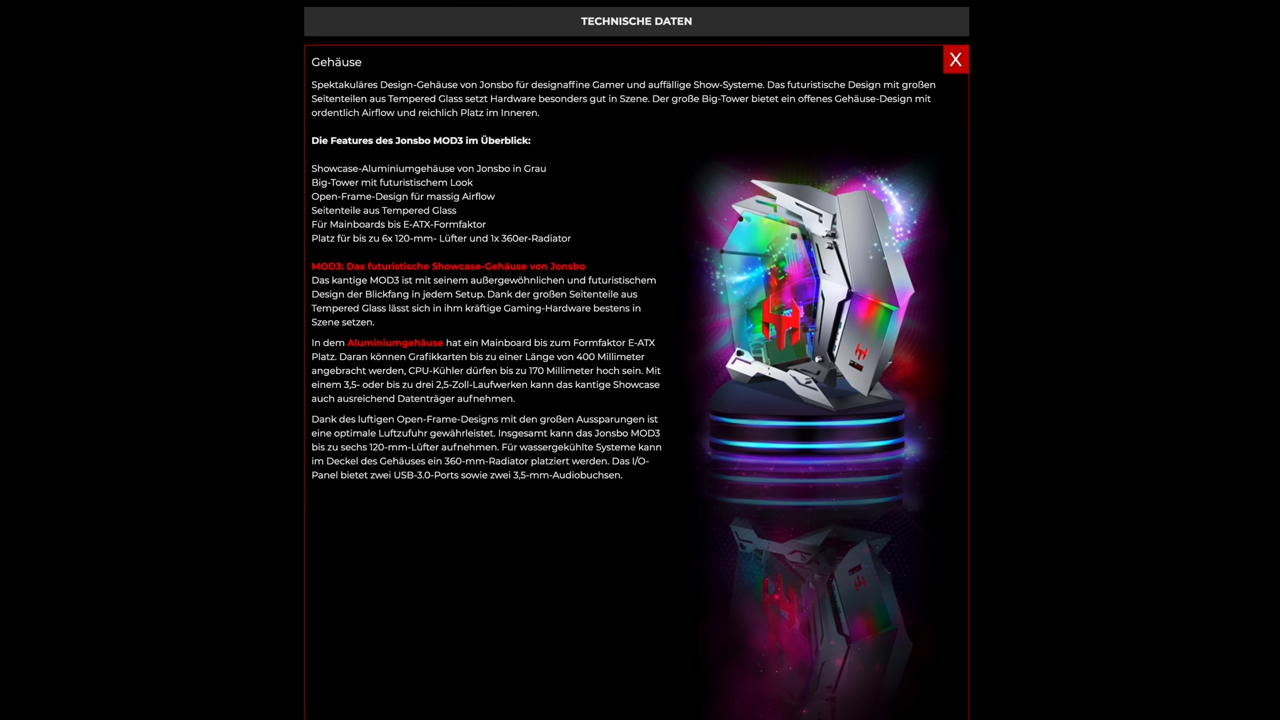 TECHNISCHE DATEN
X
Gehäuse
Spektakuläres Design-Gehäuse von Jonsbo für designaffine Gamer und auffällige Show-Systeme. Das futuristische Design mit großen
Seitenteilen aus Tempered Glass setzt Hardware besonders gut in Szene. Der große Big-Tower bietet ein offenes Gehäuse-Design mit
ordentlich Airflow und reichlich Platz im Inneren.
Die Features des Jonsbo MOD3 im Überblick:
Showcase-Aluminiumgehäuse von Jonsbo in Grau
Big-Tower mit futuristischem Look
Open-Frame-Design für massig Airflow
Seitenteile aus Tempered Glass
Für Mainboards bis E-ATX-Formfaktor
Platz für bis zu 6x 120-mm- Lüfter und 1x 360er-Radiator
MOD3: Das futuristische Showcase-Gehäuse von Jonsbo
Das kantige MOD3 ist mit seinem außergewöhnlichen und futuristischem
Design der Blickfang in jedem Setup. Dank der großen Seitenteile aus
Tempered Glass lässt sich in ihm kräftige Gaming-Hardware bestens in
Szene setzen.
In dem Aluminiumgehäuse hat ein Mainboard bis zum Formfaktor E-ATX
Platz. Daran können Grafikkarten bis zu einer Länge von 400 Millimeter
angebracht werden, CPU-Kühler dürfen bis zu 170 Millimeter hoch sein. Mit
einem 3,5- oder bis zu drei 2,5-Zoll-Laufwerken kann das kantige Showcase
auch ausreichend Datenträger aufnehmen.
Dank des luftigen Open-Frame-Designs mit den großen Aussparungen ist
eine optimale Luftzufuhr gewährleistet. Insgesamt kann das Jonsbo MOD3
bis zu sechs 120-mm-Lüfter aufnehmen. Für wassergekühlte Systeme kann
im Deckel des Gehäuses ein 360-mm-Radiator platziert werden. Das I/O-
Panel bietet zwei USB-3.0-Ports sowie zwei 3,5-mm-Audiobuchsen.